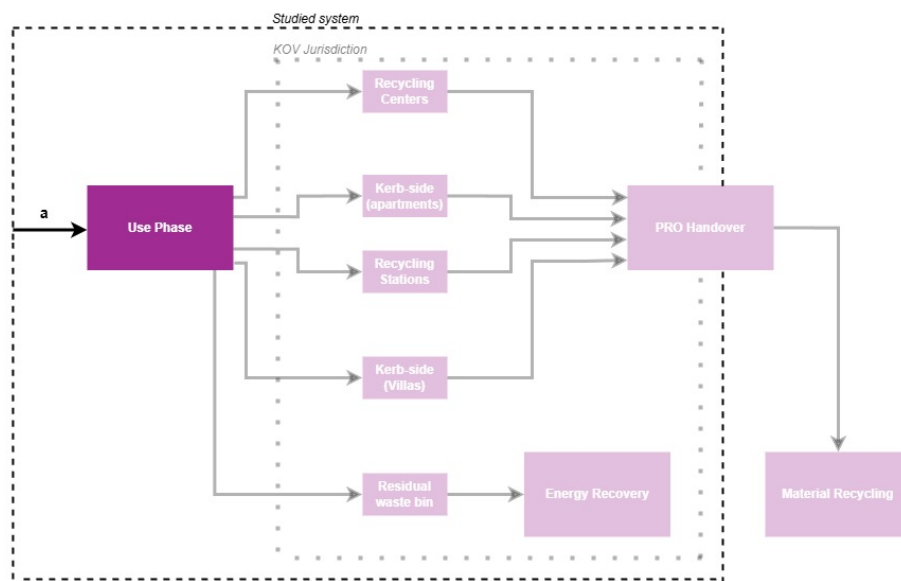 Studied system
KOV Jurisdiction
Recycling
Centers
a
Use Phase
Kerb-side
(apartments)
PRO Handover
Recycling
Stations
Kerb-side
(Villas)
Residual
waste bin
Energy Recovery
Material Recycling